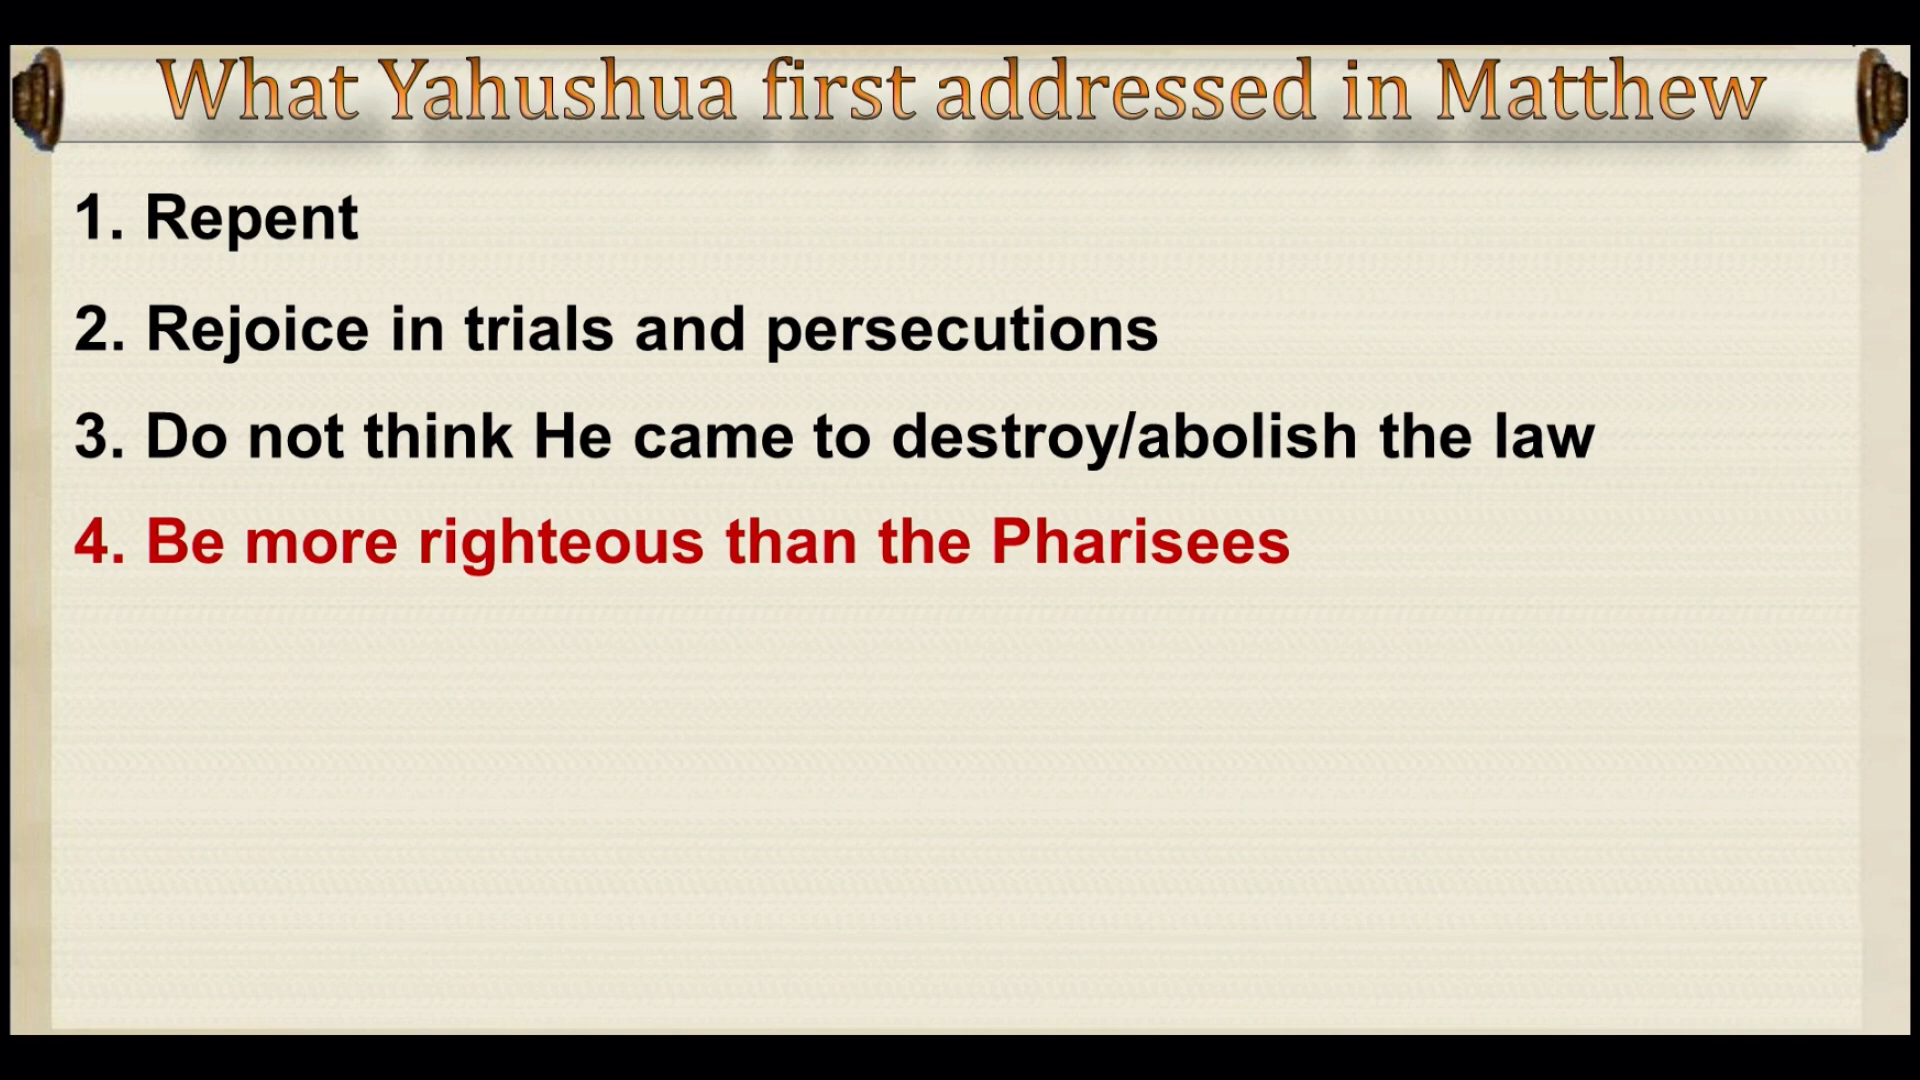 What Yahushua first addressed in Matthew
1. Repent
2. Rejoice in trials and persecutions
3. Do not think He came to destroy/abolish the law
4. Be more righteous than the Pharisees